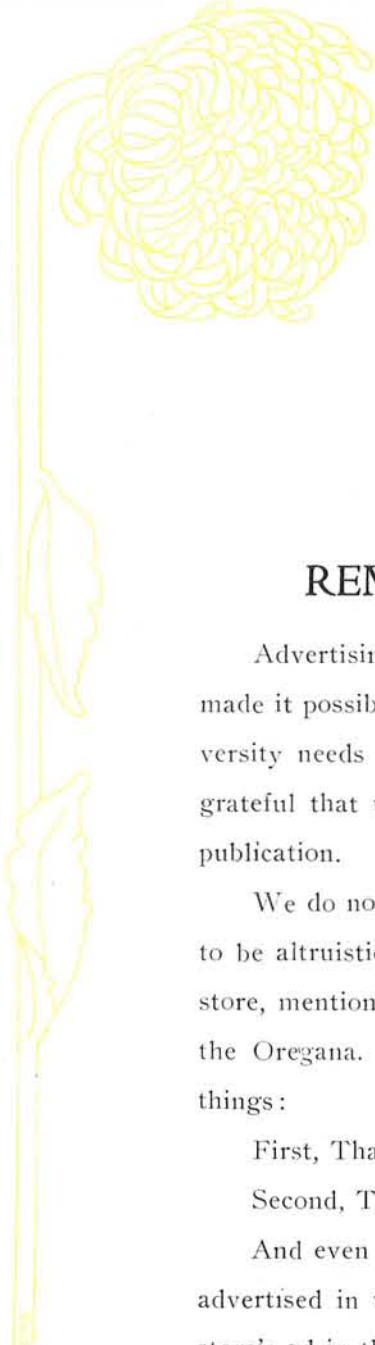 REM
Advertisin
made it possib
versity needs
grateful that t
publication.
We do no
to be altruisti
store, mention
the Oregana.
things:
First, Tha
Second, T
And even
advertised in t